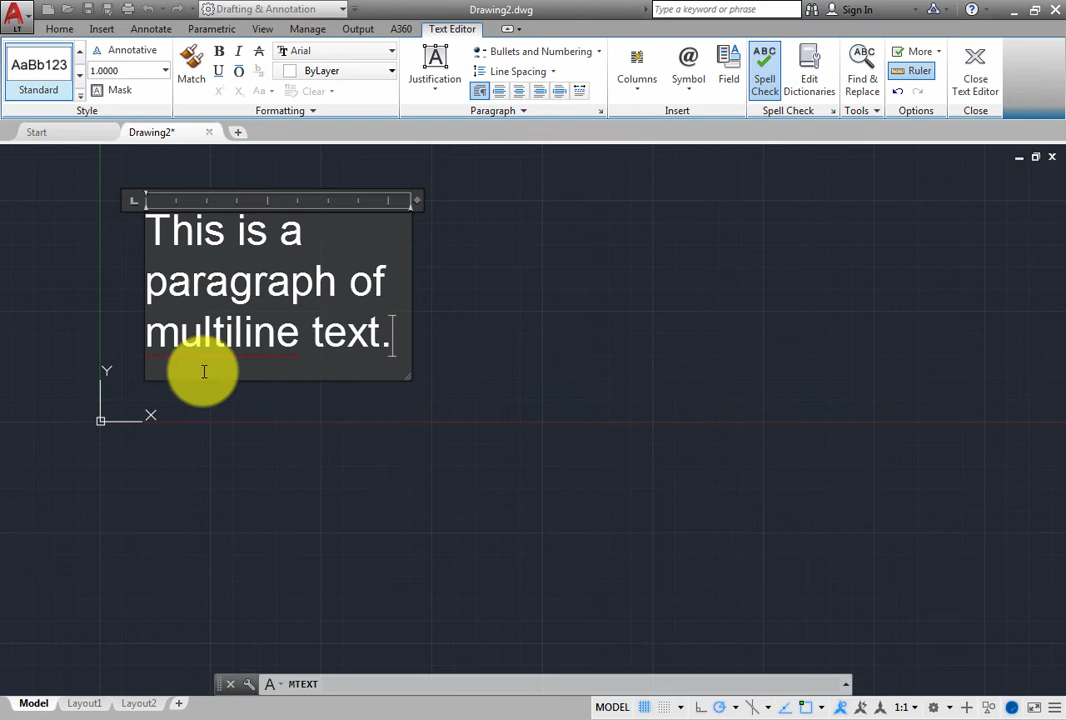 Drafting & Annotation
Drawing2.dwg
Type a keyword or phrase
Sign In
LT
Home
Insert
Annotate
Parametric
View
Manage
Output
A360
Text Editor
AaBb123
Standard
Annotative
1.0000
Mask
Match
Arial
ByLayer
Clear
Justification
Bullets and Numbering
Line Spacing
Columns
Symbol
Field
ABC
Spell
Check
Edit
Dictionaries
ABC
Find &
Replace
More
Ruler
Close
Text Editor
Style
Formatting
Paragraph
Insert
Spell Check
Tools
Options
Close
Start
Drawing2*
This is a
paragraph of
multiline text.
Y
X
MTEXT
Model
Layout1
Layout2
MODEL
1:1